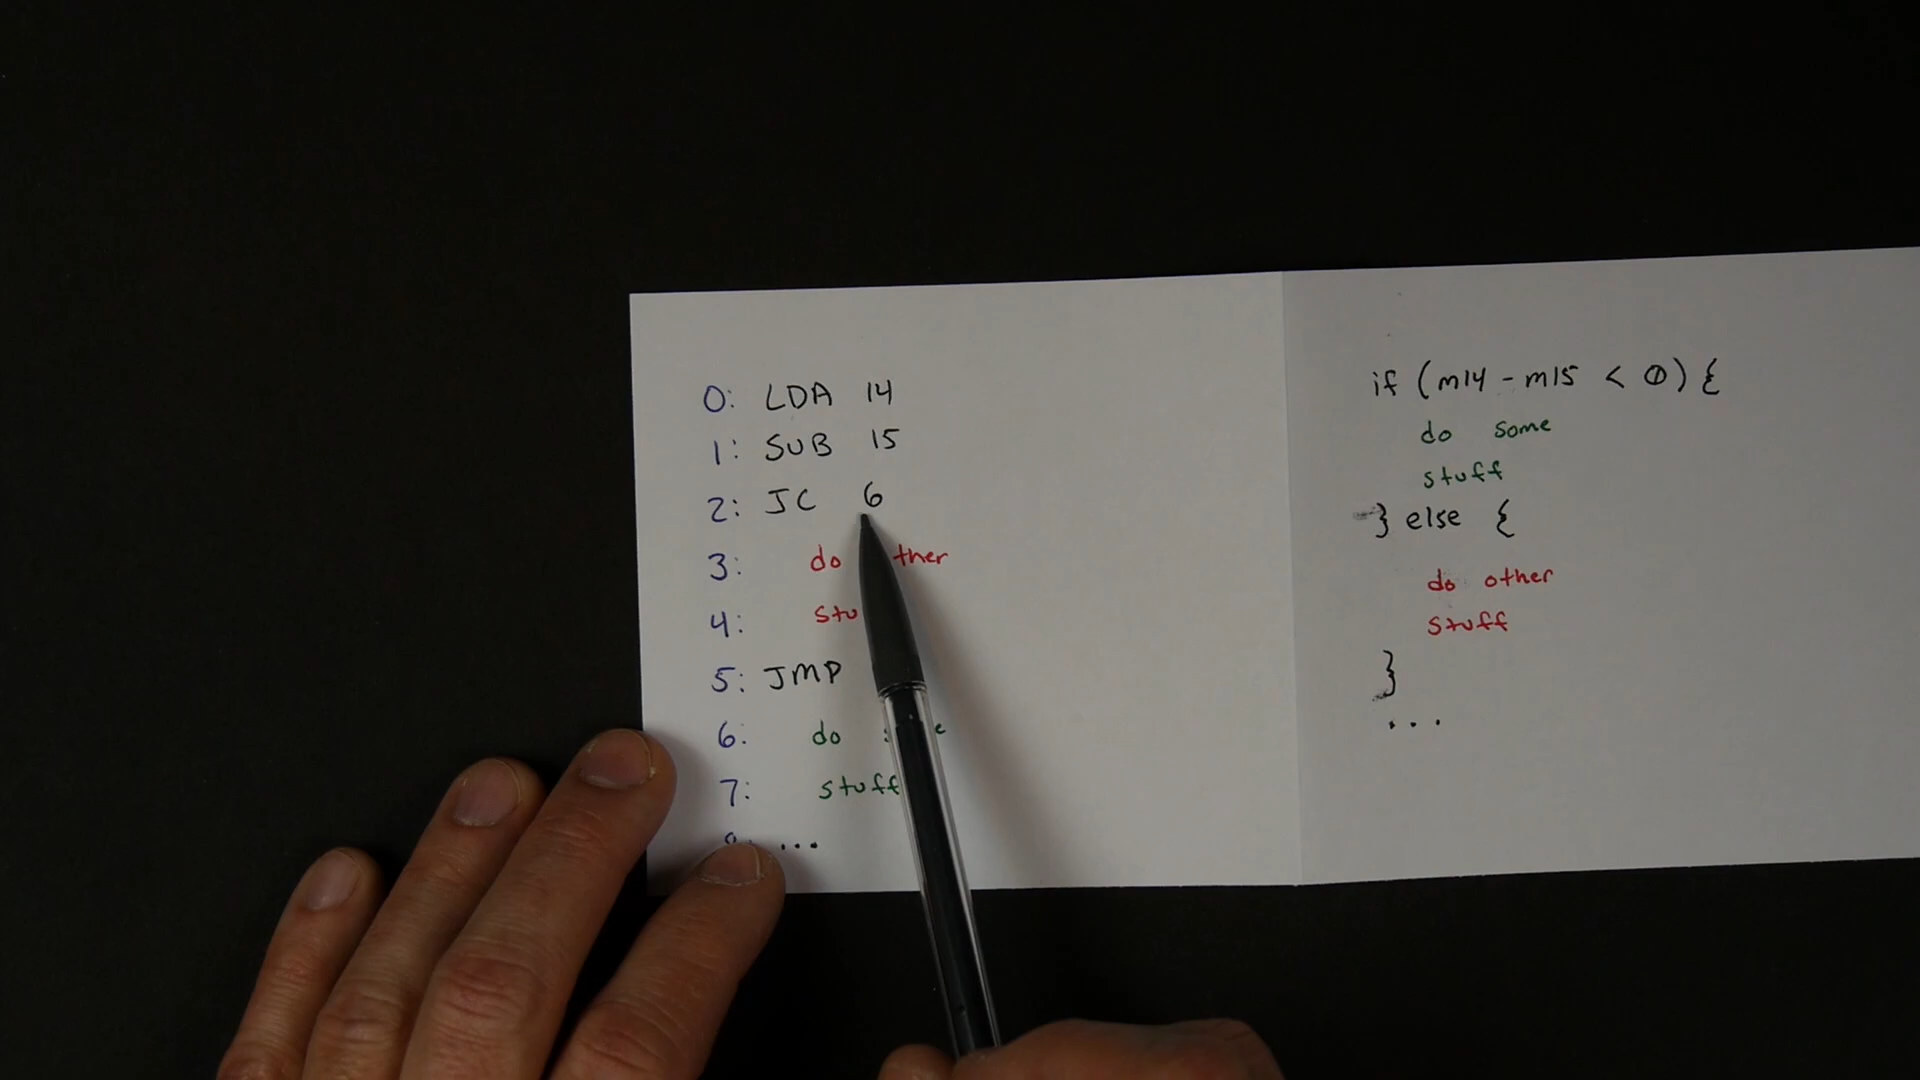 0: LDA 14
1: SUB 15
2: JC 6
3: do ther
4: stu
5: JMP
6: do
7: stuff
...
if (m14 - m15 < 0) {
do some
stuff
} else {
do other
stuff
}
...